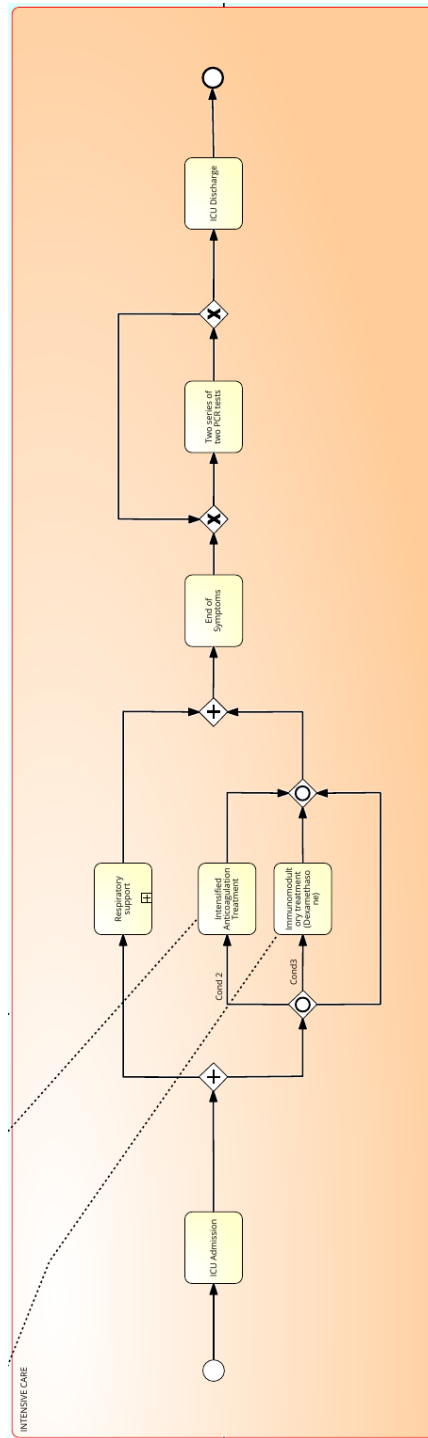 INTENSIVE CARE
ICU Admission
Cond 2
Cond3
Respiratory
support
Intensified
Anticoagulation
Treatment
Immunomodult
ory treatment
(Dexamethaso
ne)
End of
Symptoms
Two series of
two PCR tests
ICU Discharge